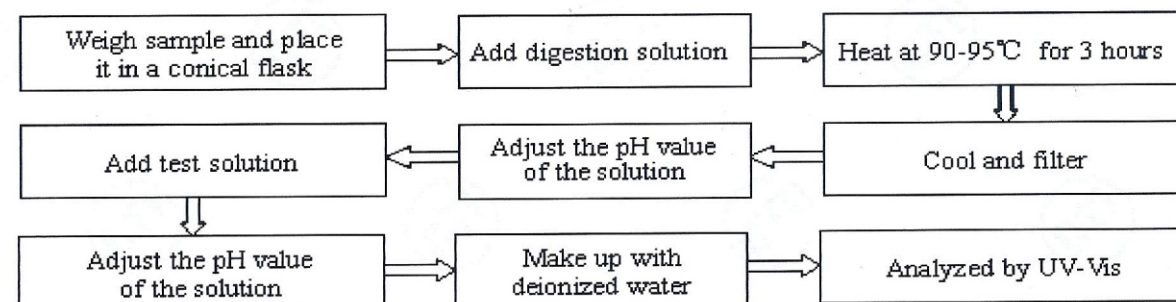 Weigh sample and place
it in a conical flask
Add digestion solution
Heat at 90-95℃ for 3 hours
Cool and filter
Adjust the pH value
of the solution
Add test solution
Adjust the pH value
of the solution
Make up with
deionized water
Analyzed by UV-Vis